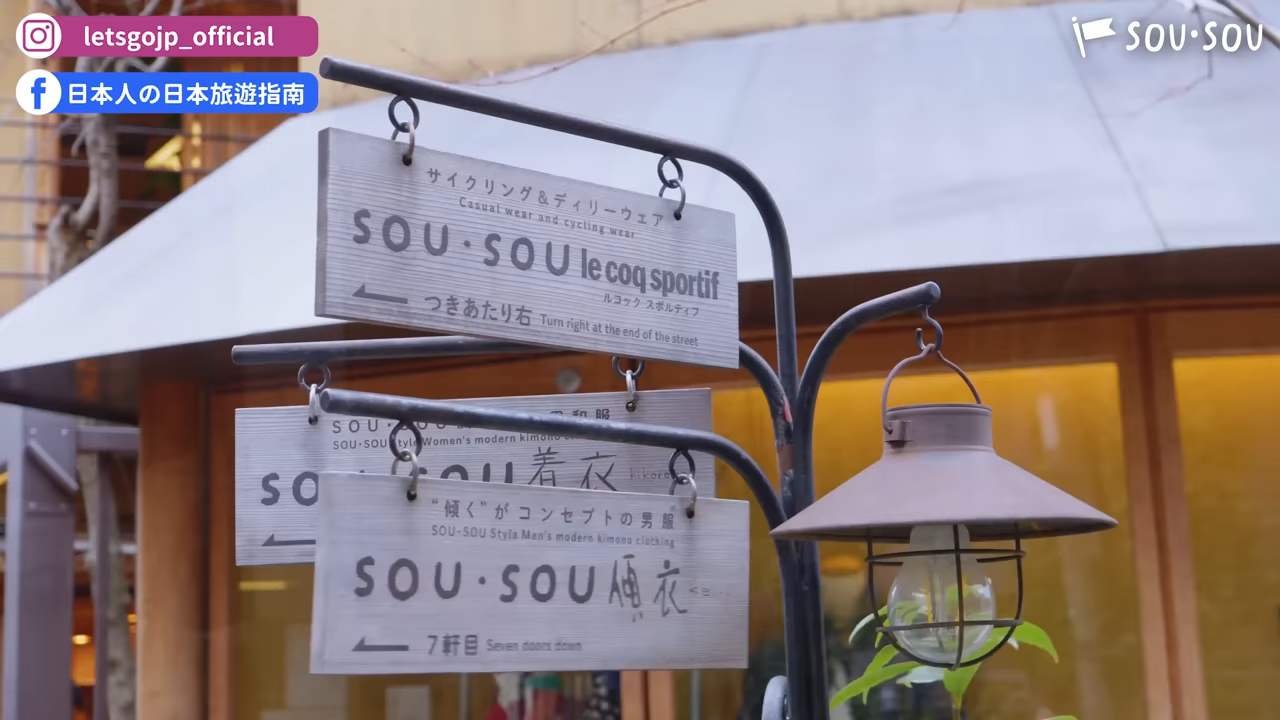 letsgojp_official
日本人の日本旅遊指南
SOU・SOU
サイクリング＆ディリーウェア
Casual wear and cycling wear
SOU・SOU le coq sportif
ルコック スポルティフ
つきあたり右 Turn right at the end of the street
SOU・SOU
SOU・SOU Style Women's modern kimono
SOU・SOU 着衣 kikoromo
“傾く”が コンセプトの男服
SOU・SOU Style Man's modern kimono clothing
SOU・SOU 傾衣
7軒目 Seven doors down